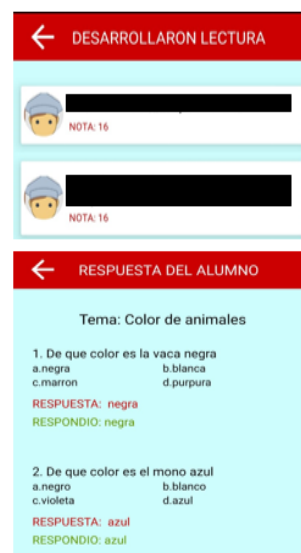 DESARROLLARON LECTURA
NOTA: 16
NOTA: 16
RESPUESTA DEL ALUMNO
Tema: Color de animales
1. De que color es la vaca negra
a.negra b.blanca
c.marron d.purpura
RESPUESTA: negra
RESPONDIO: negra
2. De que color es el mono azul
a.negro b.blanco
c.violeta d.azul
RESPUESTA: azul
RESPONDIO: azul